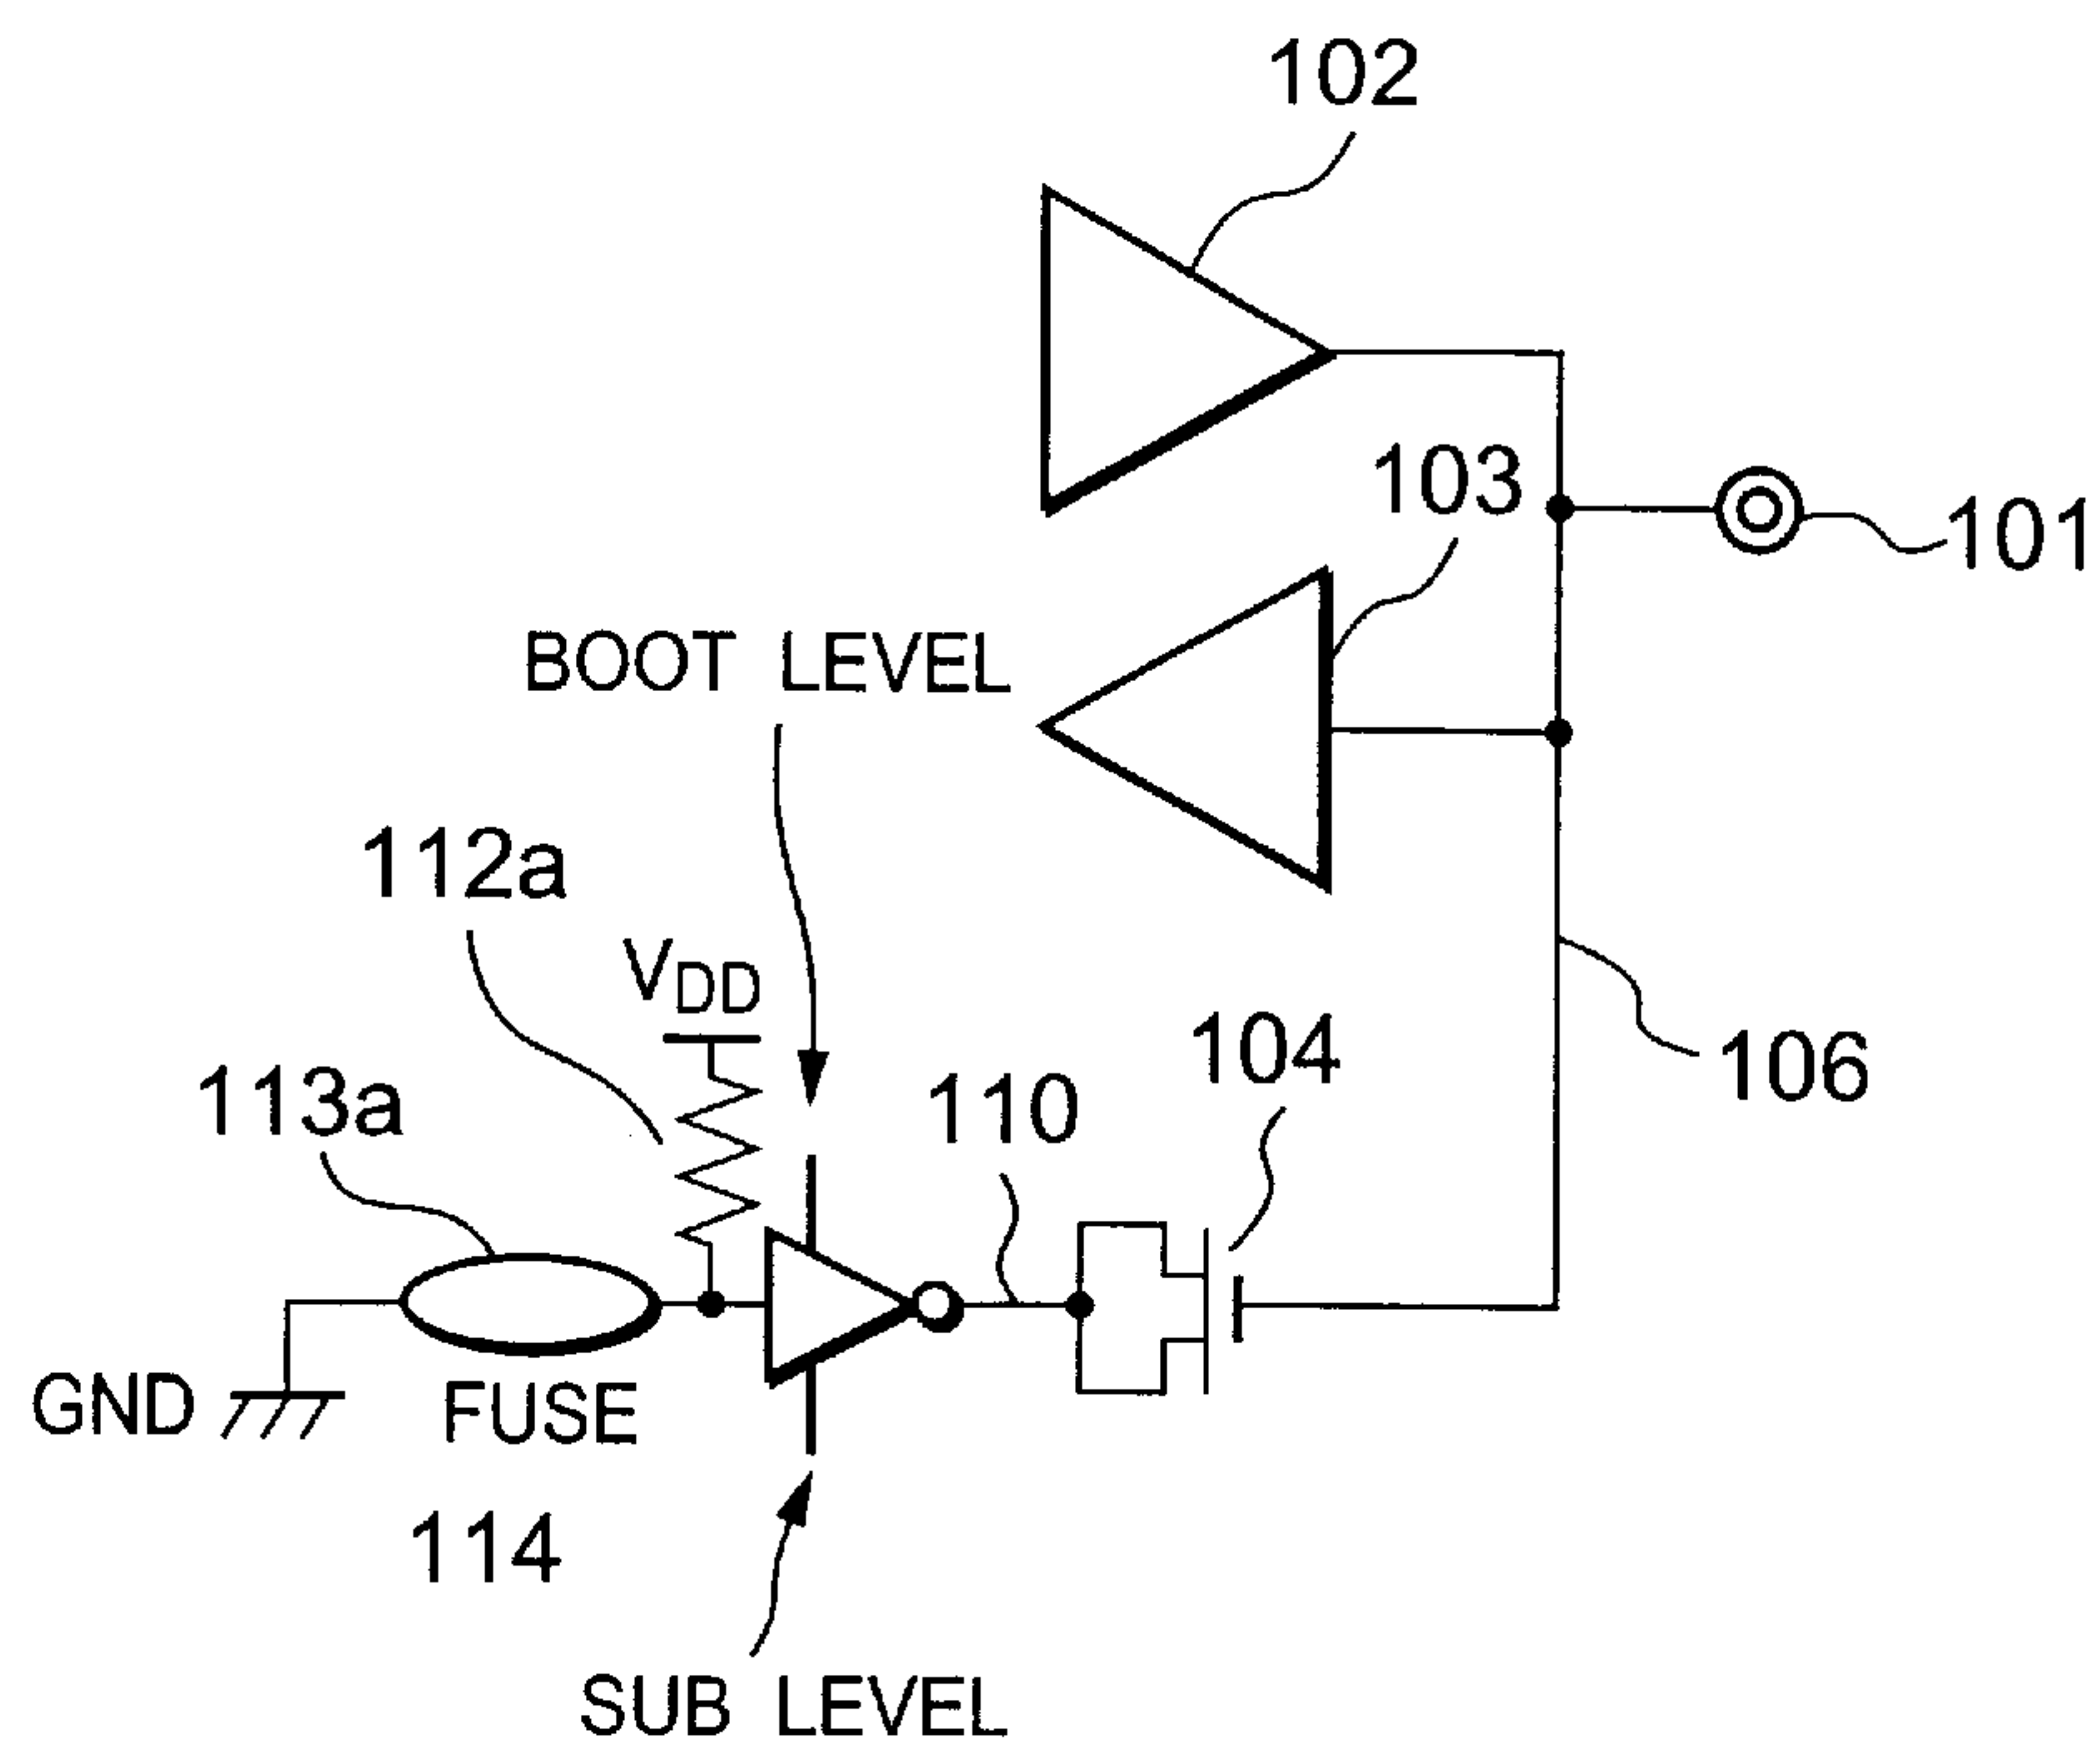 102
103
101
BOOT LEVEL
112a
VDD
104
106
113a
110
GND
FUSE
114
SUB LEVEL